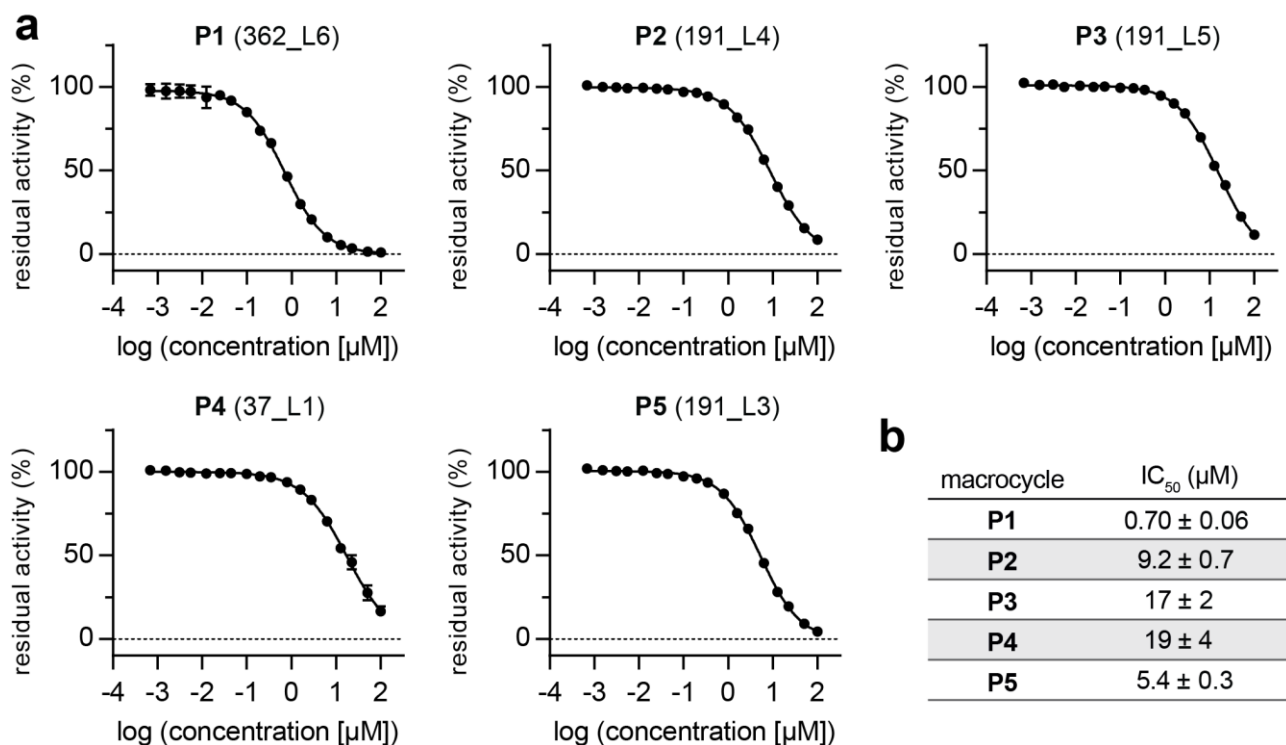 a
P1 (362_L6)
residual activity (%)
100
50
0
-4 -3 -2 -1 0 1 2
log (concentration [µM])
P2 (191_L4)
residual activity (%)
100
50
0
-4 -3 -2 -1 0 1 2
log (concentration [µM])
P3 (191_L5)
residual activity (%)
100
50
0
-4 -3 -2 -1 0 1 2
log (concentration [µM])
P4 (37_L1)
residual activity (%)
100
50
0
-4 -3 -2 -1 0 1 2
log (concentration [µM])
P5 (191_L3)
residual activity (%)
100
50
0
-4 -3 -2 -1 0 1 2
log (concentration [µM])
b
macrocycle IC50 (µM)
P1 0.70 ± 0.06
P2 9.2 ± 0.7
P3 17 ± 2
P4 19 ± 4
P5 5.4 ± 0.3